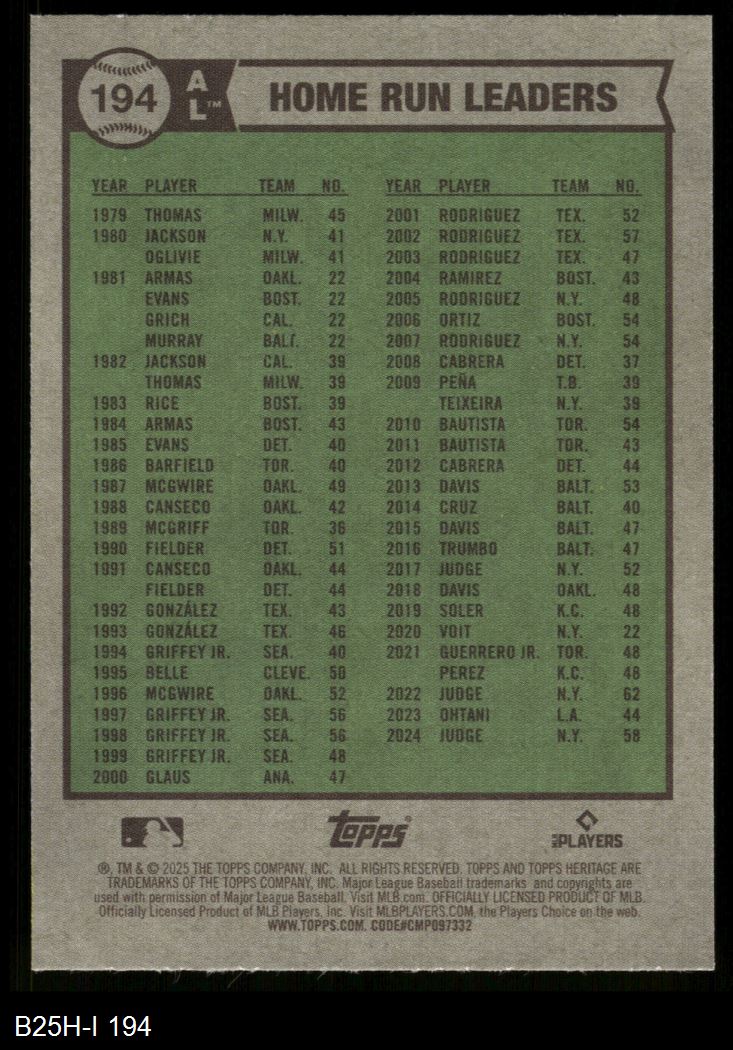 194
AL™
HOME RUN LEADERS
YEAR PLAYER TEAM NO.
1979 THOMAS MILW. 45
1980 JACKSON N.Y. 41
OGLIVIE MILW. 41
1981 ARMAS OAKL. 22
EVANS BOST. 22
GRICH CAL. 22
MURRAY BALT. 22
1982 JACKSON CAL. 39
THOMAS MILW. 39
1983 RICE BOST. 39
1984 ARMAS BOST. 43
1985 EVANS DET. 40
1986 BARFIELD TOR. 40
1987 MCGWIRE OAKL. 49
1988 CANSECO OAKL. 42
1989 MCGRIFF TOR. 36
1990 FIELDER DET. 51
1991 CANSECO OAKL. 44
FIELDER DET. 44
1992 GONZÁLEZ TEX. 43
1993 GONZÁLEZ TEX. 46
1994 GRIFFEY JR. SEA. 40
1995 BELLE CLEVE. 50
1996 MCGWIRE OAKL. 52
1997 GRIFFEY JR. SEA. 56
1998 GRIFFEY JR. SEA. 56
1999 GRIFFEY JR. SEA. 48
2000 GLAUS ANA. 47
YEAR PLAYER TEAM NO.
2001 RODRIGUEZ TEX. 52
2002 RODRIGUEZ TEX. 57
2003 RODRIGUEZ TEX. 47
2004 RAMIREZ BOST. 43
2005 RODRIGUEZ N.Y. 48
2006 ORTIZ BOST. 54
2007 RODRIGUEZ N.Y. 54
2008 CABRERA DET. 37
2009 PEÑA T.B. 39
TEIXEIRA N.Y. 39
2010 BAUTISTA TOR. 54
2011 BAUTISTA TOR. 43
2012 CABRERA DET. 44
2013 DAVIS BALT. 53
2014 CRUZ BALT. 40
2015 DAVIS BALT. 47
2016 TRUMBO BALT. 47
2017 JUDGE N.Y. 52
2018 DAVIS OAKL. 48
2019 SOLER K.C. 48
2020 VOIT N.Y. 22
2021 GUERRERO JR. TOR. 48
PEREZ K.C. 48
2022 JUDGE N.Y. 62
2023 OHTANI L.A. 44
2024 JUDGE N.Y. 58
Topps®
MLB PLAYERS
®, TM & © 2025 THE TOPPS COMPANY, INC. ALL RIGHTS RESERVED. TOPPS AND TOPPS HERITAGE ARE
TRADEMARKS OF THE TOPPS COMPANY, INC. Major League Baseball trademarks and copyrights are
used with permission of Major League Baseball. Visit MLB.com. OFFICIALLY LICENSED PRODUCT OF MLB.
Officially Licensed Product of MLB Players, Inc. Visit MLBPLAYERS.COM, the Players Choice on the web.
WWW.TOPPS.COM. CODE#CMP097332
B25H-I 194